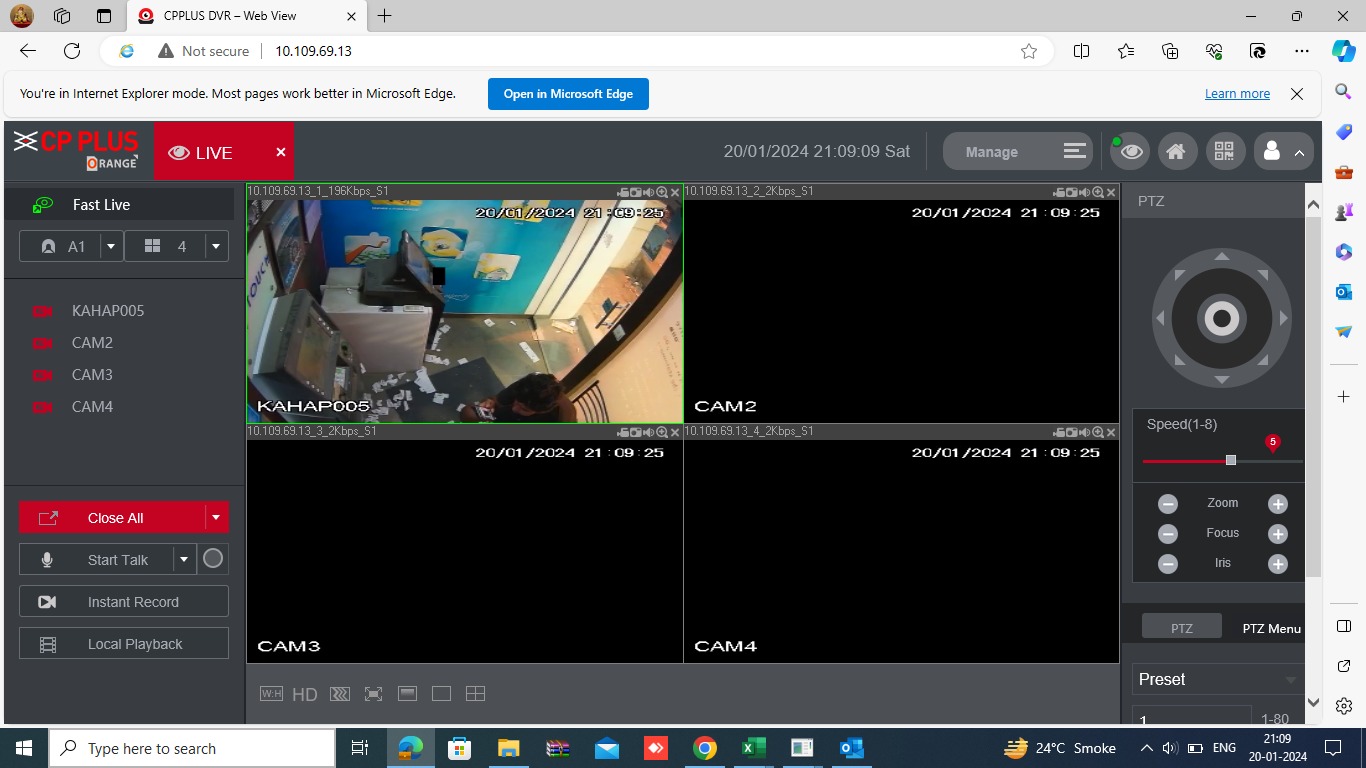 CPPLUS DVR – Web View
Not secure
10.109.69.13
You're in Internet Explorer mode. Most pages work better in Microsoft Edge.
Open in Microsoft Edge
Learn more
CP PLUS
ORANGE
LIVE
20/01/2024 21:09:09 Sat
Manage
Fast Live
A1
4
KAHAP005
CAM2
CAM3
CAM4
Close All
Start Talk
Instant Record
Local Playback
10.109.69.13_1_196Kbps_S1
20/01/2024 21:09:25
KAHAP005
10.109.69.13_2_2Kbps_S1
20/01/2024 21:09:25
CAM2
10.109.69.13_3_2Kbps_S1
20/01/2024 21:09:25
CAM3
10.109.69.13_4_2Kbps_S1
20/01/2024 21:09:25
CAM4
W:H
HD
PTZ
Speed(1-8)
5
Zoom
Focus
Iris
PTZ
PTZ Menu
Preset
1
1-80
Type here to search
24°C Smoke
ENG
21:09
20-01-2024